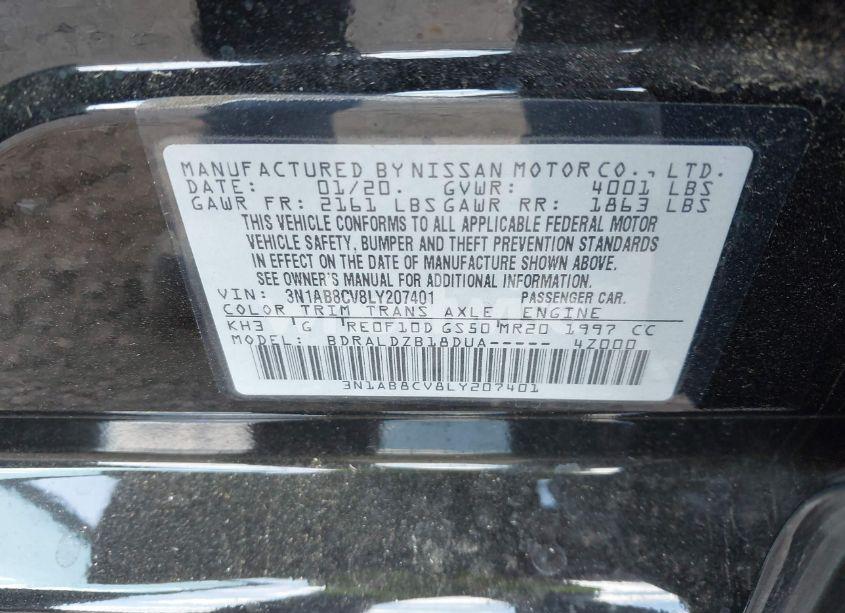 MANUFACTURED BY NISSAN MOTOR CO., LTD.
DATE: 01/20. GVWR: 4001 LBS
GAWR FR: 2161 LBS GAWR RR: 1863 LBS
THIS VEHICLE CONFORMS TO ALL APPLICABLE FEDERAL MOTOR
VEHICLE SAFETY, BUMPER AND THEFT PREVENTION STANDARDS
IN EFFECT ON THE DATE OF MANUFACTURE SHOWN ABOVE.
SEE OWNER'S MANUAL FOR ADDITIONAL INFORMATION.
VIN: 3N1AB8CV8LY207401 PASSENGER CAR.
COLOR TRIM TRANS AXLE ENGINE
KH3 G RE0F10D GS50 MR20 1997 CC
MODEL: BDRALDZB18DUA----- 4Z000
3N1AB8CV8LY207401